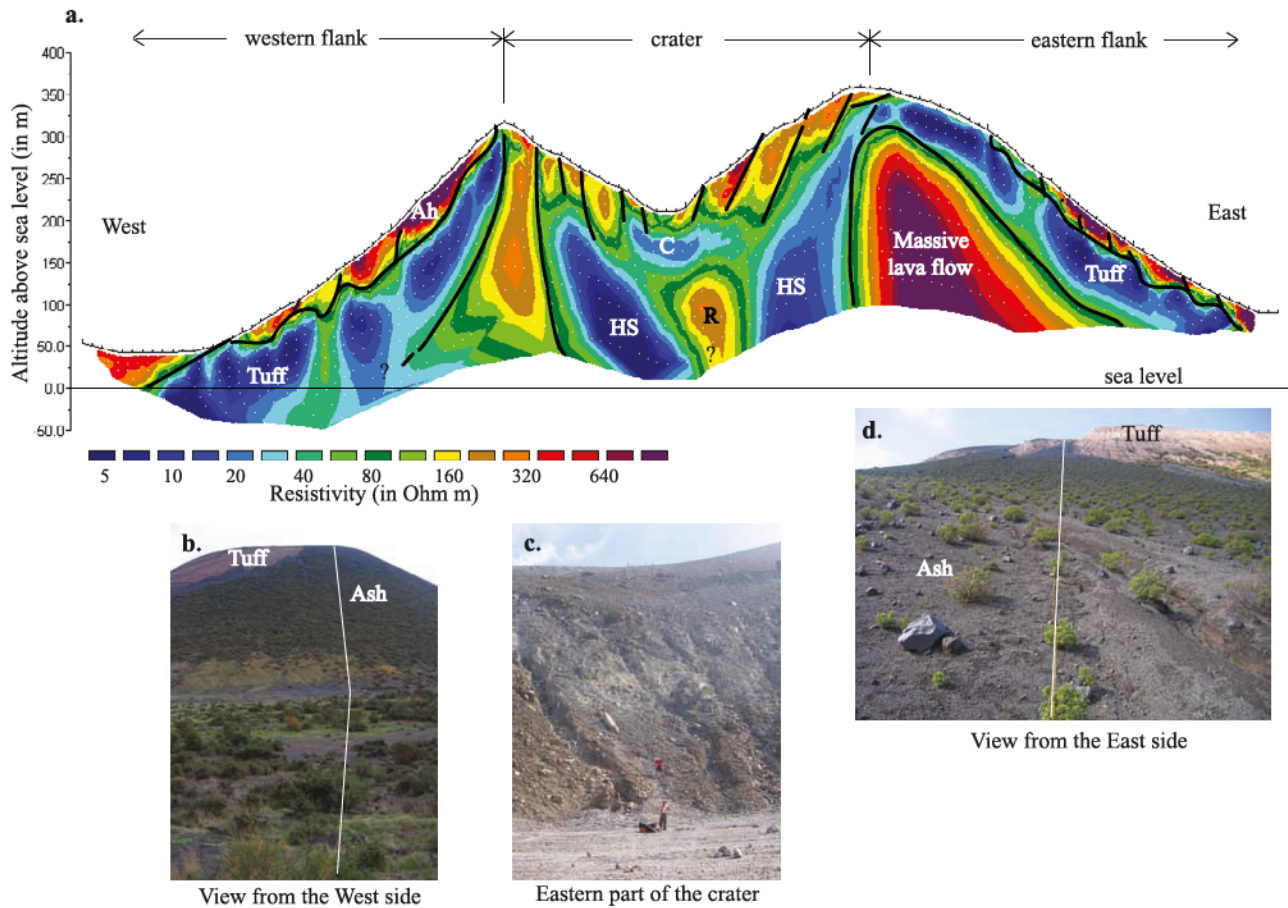 a.
western flank
crater
eastern flank
Altitude above sea level (in m)
400
350
300
250
200
150
100
50.0
0.0
-50.0
West
East
Ah
C
Massive
lava flow
Tuff
HS
R
?
HS
Tuff
?
sea level
5 10 20 40 80 160 320 640
Resistivity (in Ohm m)
b.
Tuff
Ash
View from the West side
c.
Eastern part of the crater
d.
Tuff
Ash
View from the East side